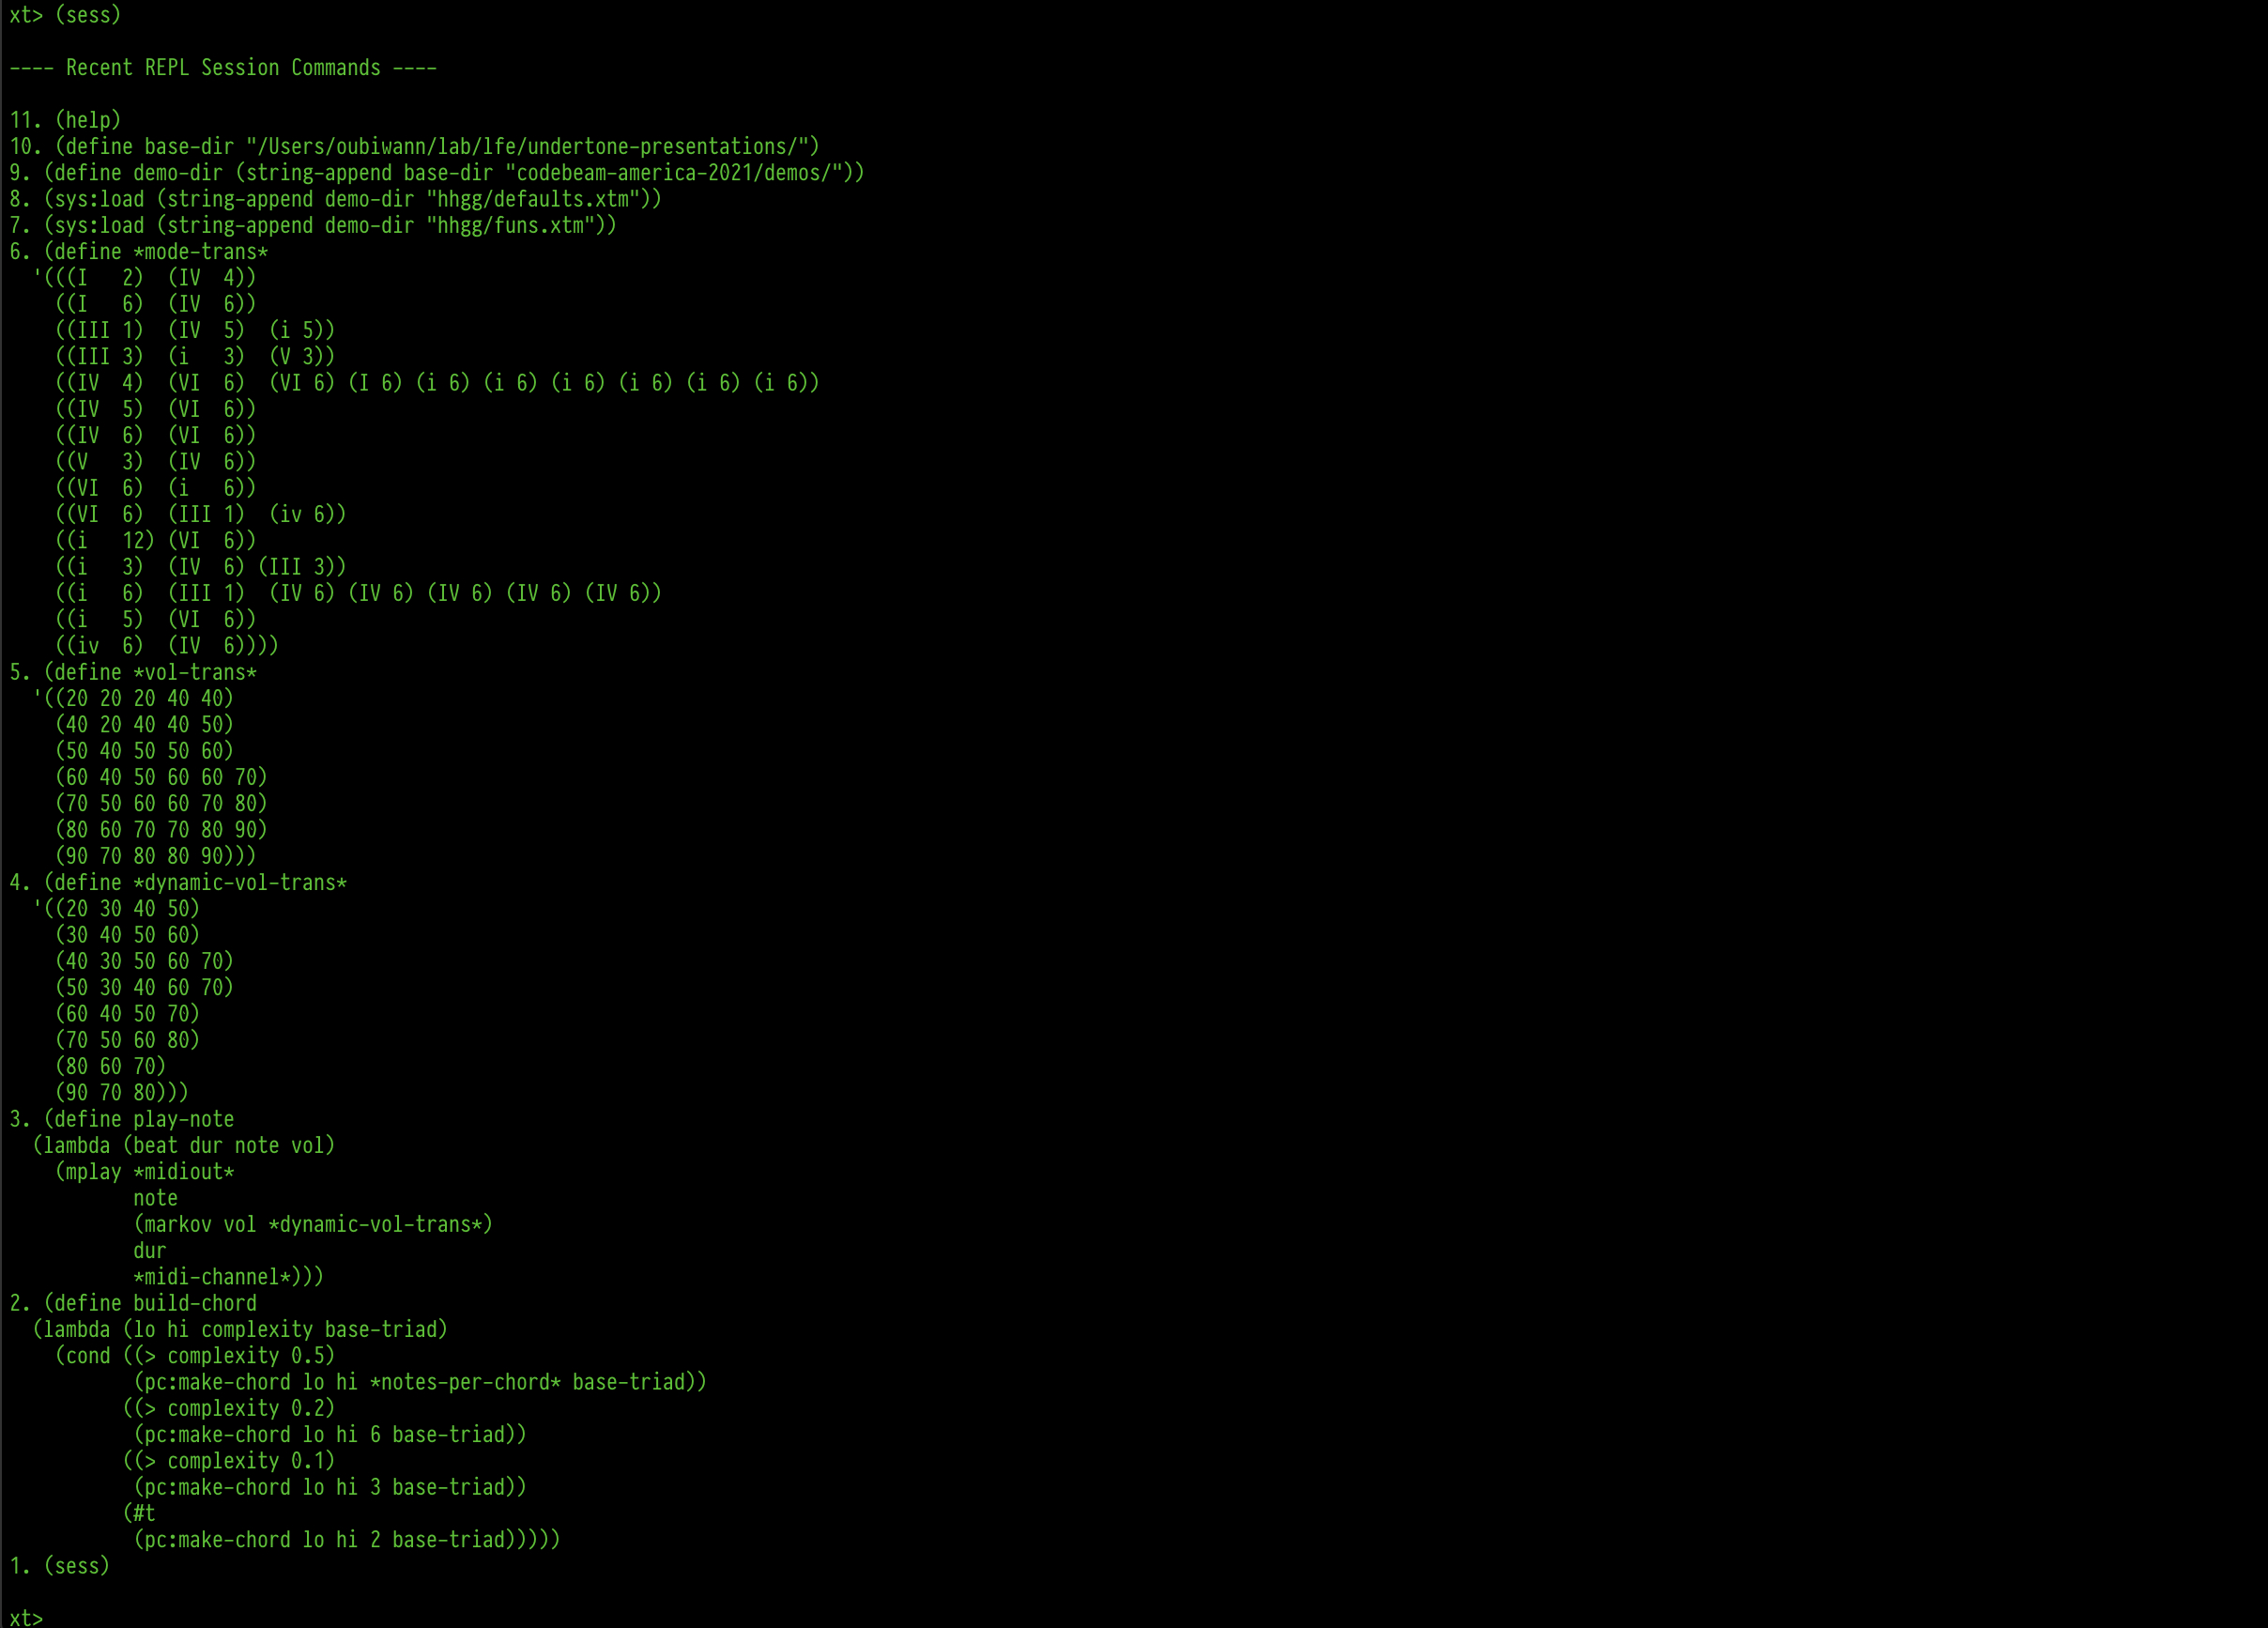 xt> (sess)
---- Recent REPL Session Commands ----
11. (help)
10. (define base-dir "/Users/oubiwann/lab/lfe/undertone-presentations/")
9. (define demo-dir (string-append base-dir "codebeam-america-2021/demos/"))
8. (sys:load (string-append demo-dir "hhgg/defaults.xtm"))
7. (sys:load (string-append demo-dir "hhgg/funs.xtm"))
6. (define *mode-trans*
  '(((I   2)  (IV  4))
    ((I   6)  (IV  6))
    ((III 1)  (IV  5)  (i 5))
    ((III 3)  (i   3)  (V 3))
    ((IV  4)  (VI  6)  (VI 6) (I 6) (i 6) (i 6) (i 6) (i 6) (i 6) (i 6))
    ((IV  5)  (VI  6))
    ((IV  6)  (VI  6))
    ((V   3)  (IV  6))
    ((VI  6)  (i   6))
    ((VI  6)  (III 1)  (iv 6))
    ((i   12) (VI  6))
    ((i   3)  (IV  6) (III 3))
    ((i   6)  (III 1)  (IV 6) (IV 6) (IV 6) (IV 6) (IV 6))
    ((i   5)  (VI  6))
    ((iv  6)  (IV  6))))
5. (define *vol-trans*
  '((20 20 20 40 40)
    (40 20 40 40 50)
    (50 40 50 50 60)
    (60 40 50 60 60 70)
    (70 50 60 60 70 80)
    (80 60 70 70 80 90)
    (90 70 80 80 90)))
4. (define *dynamic-vol-trans*
  '((20 30 40 50)
    (30 40 50 60)
    (40 30 50 60 70)
    (50 30 40 60 70)
    (60 40 50 70)
    (70 50 60 80)
    (80 60 70)
    (90 70 80)))
3. (define play-note
  (lambda (beat dur note vol)
    (mplay *midiout*
           note
           (markov vol *dynamic-vol-trans*)
           dur
           *midi-channel*)))
2. (define build-chord
  (lambda (lo hi complexity base-triad)
    (cond ((> complexity 0.5)
           (pc:make-chord lo hi *notes-per-chord* base-triad))
          ((> complexity 0.2)
           (pc:make-chord lo hi 6 base-triad))
          ((> complexity 0.1)
           (pc:make-chord lo hi 3 base-triad))
          (#t
           (pc:make-chord lo hi 2 base-triad)))))
1. (sess)
xt>